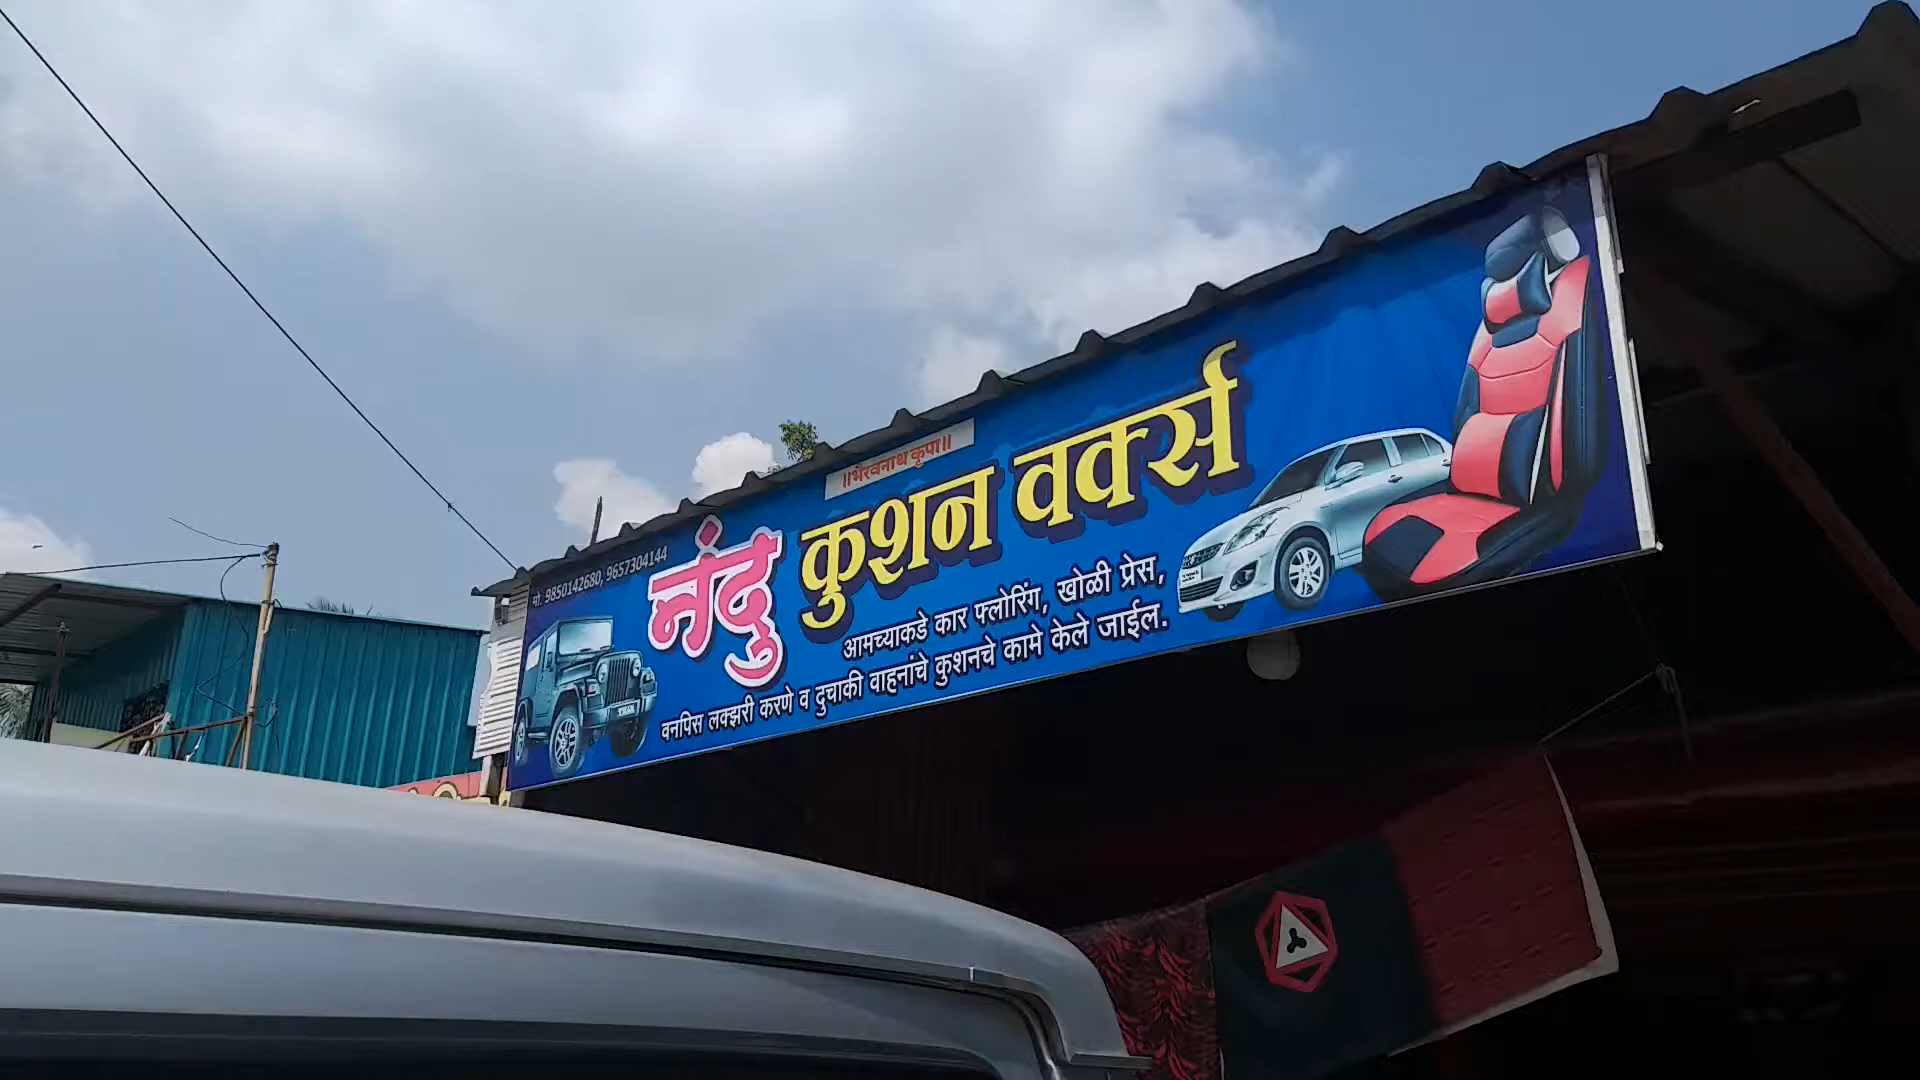 ॥भैरवनाथ कृपा॥
मो. 9850142680, 9657304144
नंदु कुशन वर्क्स
आमच्याकडे कार फ्लोरिंग, खोळी प्रेस,
वनपिस लक्झरी करणे व दुचाकी वाहनांचे कुशनचे कामे केले जाईल.